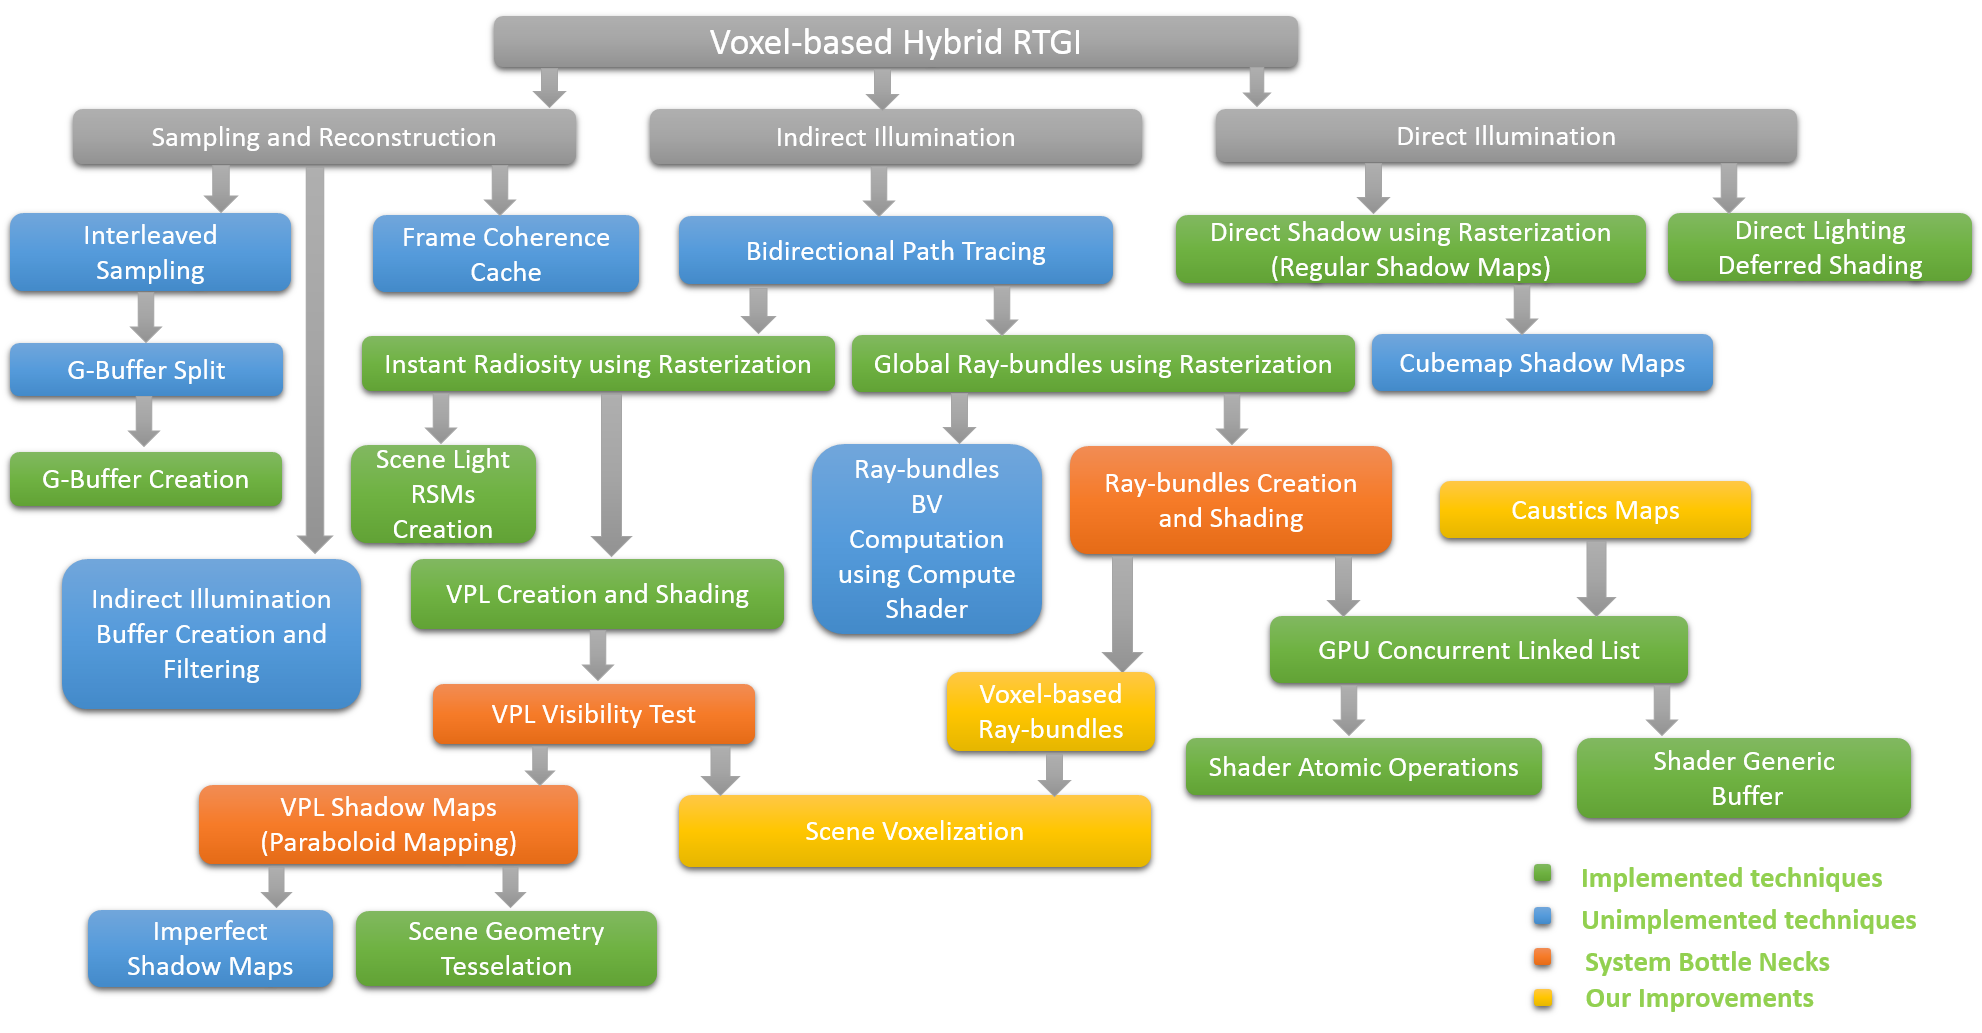 Voxel-based Hybrid RTGI
Sampling and Reconstruction
Indirect Illumination
Direct Illumination
Interleaved
Sampling
Frame Coherence
Cache
Bidirectional Path Tracing
Direct Shadow using Rasterization
(Regular Shadow Maps)
Direct Lighting
Deferred Shading
G-Buffer Split
Instant Radiosity using Rasterization
Global Ray-bundles using Rasterization
Cubemap Shadow Maps
G-Buffer Creation
Scene Light
RSMs
Creation
Ray-bundles
BV
Computation
using Compute
Shader
Ray-bundles Creation
and Shading
Caustics Maps
Indirect Illumination
Buffer Creation and
Filtering
VPL Creation and Shading
GPU Concurrent Linked List
VPL Visibility Test
Voxel-based
Ray-bundles
Shader Atomic Operations
Shader Generic
Buffer
VPL Shadow Maps
(Paraboloid Mapping)
Scene Voxelization
Imperfect
Shadow Maps
Scene Geometry
Tesselation
Implemented techniques
Unimplemented techniques
System Bottle Necks
Our Improvements